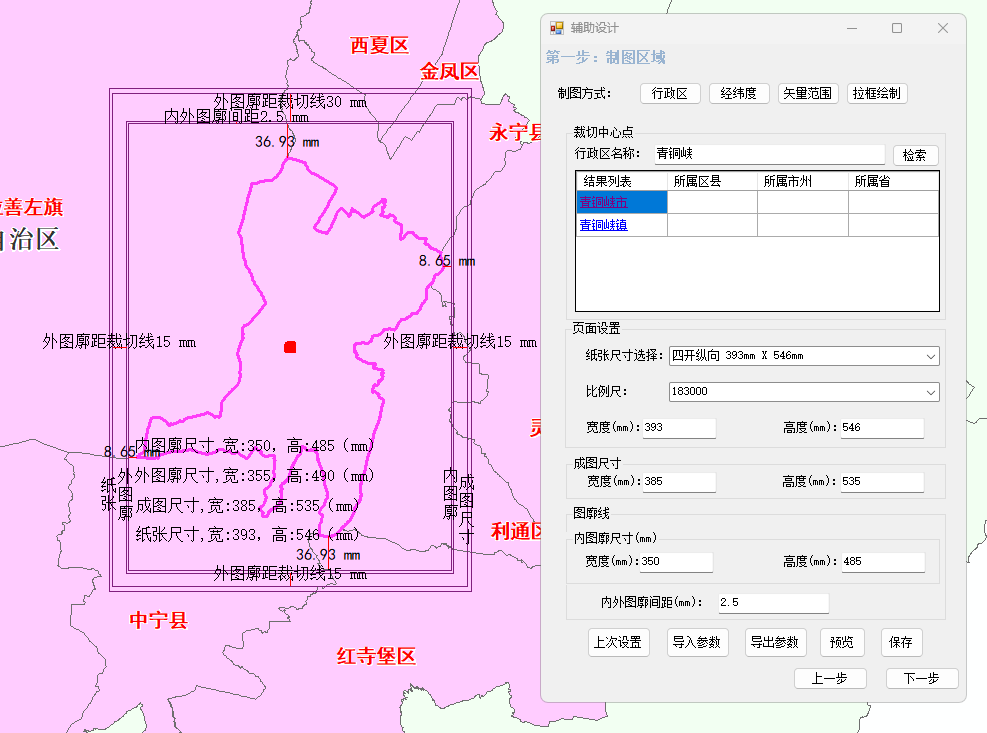 西夏区
金凤区
永宁县
外图廓距裁切线30 mm
内外图廓间距2.5 mm
36.93 mm
善左旗
治区
8.65 mm
外图廓距裁切线15 mm
外图廓距裁切线15 mm
8.65 mm
内图廓尺寸,宽:350, 高:485（mm）
外图廓尺寸,宽:355, 高:490（mm）
成图尺寸,宽:385, 高:535（mm）
纸张尺寸,宽:393, 高:546（mm）
纸张
外图廓
内图廓
成图尺寸
36.93 mm
外图廓距裁切线15 mm
利通区
中宁县
红寺堡区
辅助设计
第一步：制图区域
制图方式：
行政区
经纬度
矢量范围
拉框绘制
裁切中心点
行政区名称：
青铜峡
检索
结果列表 所属区县 所属市州 所属省
青铜峡市
青铜峡镇
页面设置
纸张尺寸选择：
四开纵向 393mm X 546mm
比例尺：
183000
宽度(mm)：393
高度(mm)：546
成图尺寸
宽度(mm)：385
高度(mm)：535
图廓线
内图廓尺寸(mm)
宽度(mm)：350
高度(mm)：485
内外图廓间距(mm)：
2.5
上次设置
导入参数
导出参数
预览
保存
上一步
下一步